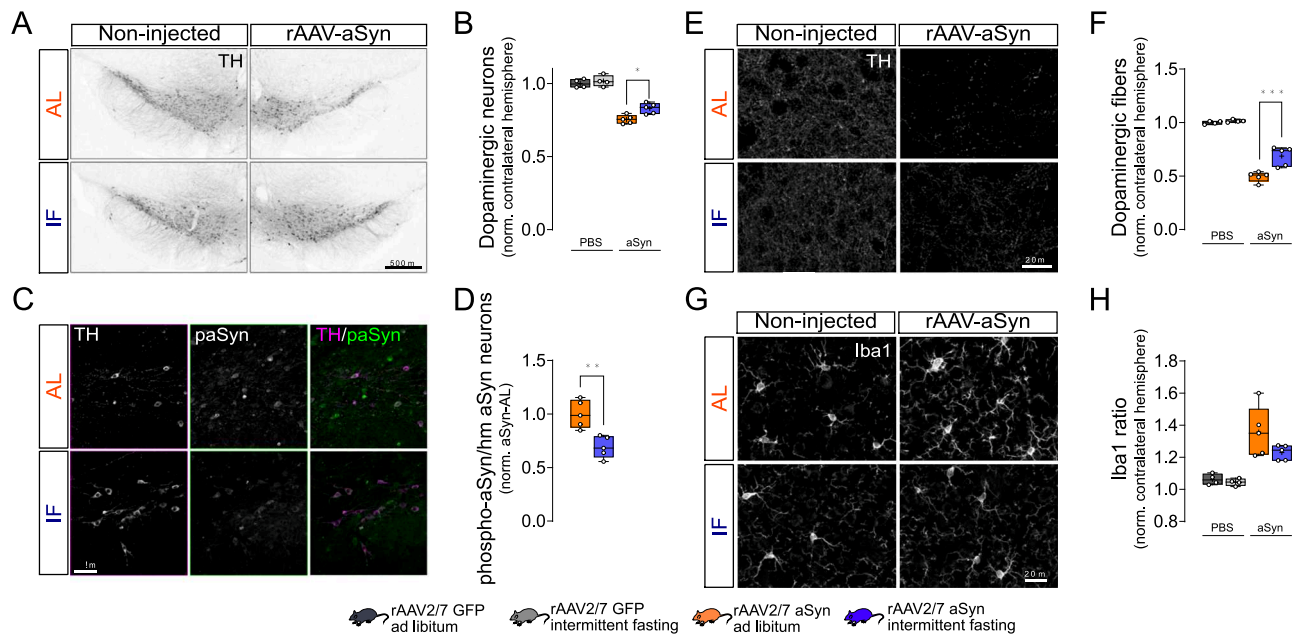 A
Non-injected
rAAV-aSyn
TH
AL
IF
500 m
B
Dopaminergic neurons
(norm. contralateral hemisphere)
1.0
0.5
0.0
*
PBS
aSyn
C
TH
paSyn
TH/paSyn
AL
IF
D
phospho-aSyn/hm aSyn neurons
(norm. aSyn-AL)
1.5
1.0
0.5
0.0
**
E
Non-injected
rAAV-aSyn
TH
AL
IF
20 m
F
Dopaminergic fibers
(norm. contralateral hemisphere)
1.5
1.0
0.5
0.0
***
PBS
aSyn
G
Non-injected
rAAV-aSyn
Iba1
AL
IF
20 m
H
Iba1 ratio
(norm. contralateral hemisphere)
1.8
1.6
1.4
1.2
1.0
0.8
PBS
aSyn
rAAV2/7 GFP
ad libitum
rAAV2/7 GFP
intermittent fasting
rAAV2/7 aSyn
ad libitum
rAAV2/7 aSyn
intermittent fasting